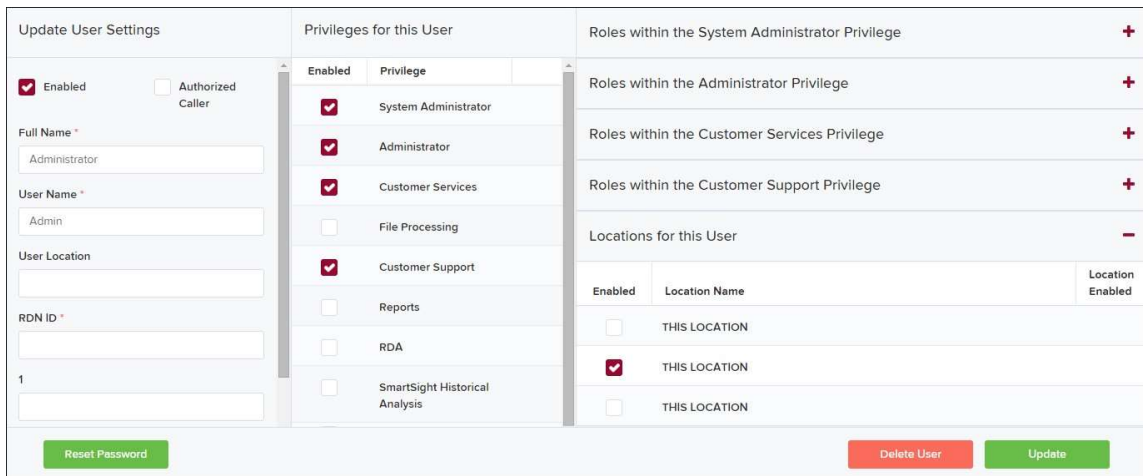 Update User Settings
Enabled
Authorized
Caller
Full Name *
Administrator
User Name *
Admin
User Location
RDN ID *
1
Reset Password
Privileges for this User
Enabled Privilege
System Administrator
Administrator
Customer Services
File Processing
Customer Support
Reports
RDA
SmartSight Historical
Analysis
Roles within the System Administrator Privilege
Roles within the Administrator Privilege
Roles within the Customer Services Privilege
Roles within the Customer Support Privilege
Locations for this User
Enabled Location Name Location
Enabled
THIS LOCATION
THIS LOCATION
THIS LOCATION
Delete User
Update